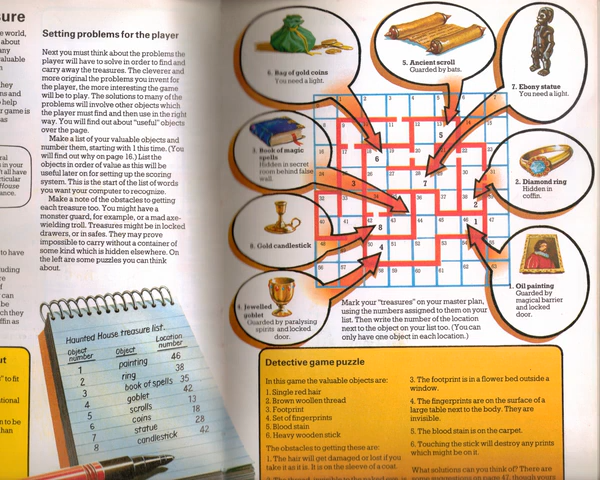 sure
Setting problems for the player
Next you must think about the problems the
player will have to solve in order to find and
carry away the treasures. The cleverer and
more original the problems you invent for
the player, the more interesting the game
will be to play. The solutions to many of the
problems will involve other objects which
the player must find and then use in the right
way. You will find out about "useful" objects
over the page.
Make a list of your valuable objects and
number them, starting with 1 this time. (You
will find out why on page 16.) List the
objects in order of value as this will be
useful later on for setting up the scoring
system. This is the start of the list of words
you want your computer to recognize.
Make a note of the obstacles to getting
each treasure too. You might have a
monster guard, for example, or a mad axe-
wielding troll. Treasures might be in locked
drawers, or in safes. They may prove
impossible to carry without a container of
some kind which is hidden elsewhere. On
the left are some puzzles you can think
about.
Haunted House treasure list.
Object number Object Location number
1 painting 46
2 ring 38
3 book of spells 35
4 goblet 42
5 scrolls 13
6 coins 18
7 statue 28
8 candlestick 42
6. Bag of gold coins
You need a light.
5. Ancient scroll
Guarded by bats.
7. Ebony statue
You need a light.
3. Book of magic
spells
Hidden in secret
room behind false
wall.
2. Diamond ring
Hidden in
coffin.
8. Gold candlestick
4. Jewelled
goblet
Guarded by paralysing
spirits and locked
door.
1. Oil painting
Guarded by
magical barrier
and locked
door.
Mark your "treasures" on your master plan,
using the numbers assigned to them on your
list. Then write the number of the location
next to the object on your list too. (You can
only have one object in each location.)
Detective game puzzle
In this game the valuable objects are:
1. Single red hair
2. Brown woollen thread
3. Footprint
4. Set of fingerprints
5. Blood stain
6. Heavy wooden stick
The obstacles to getting these are:
1. The hair will get damaged or lost if you
take it as it is. It is on the sleeve of a coat.
3. The footprint is in a flower bed outside a
window.
4. The fingerprints are on the surface of a
large table next to the body. They are
invisible.
5. The blood stain is on the carpet.
6. Touching the stick will destroy any prints
which might be on it.
What solutions can you think of? There are